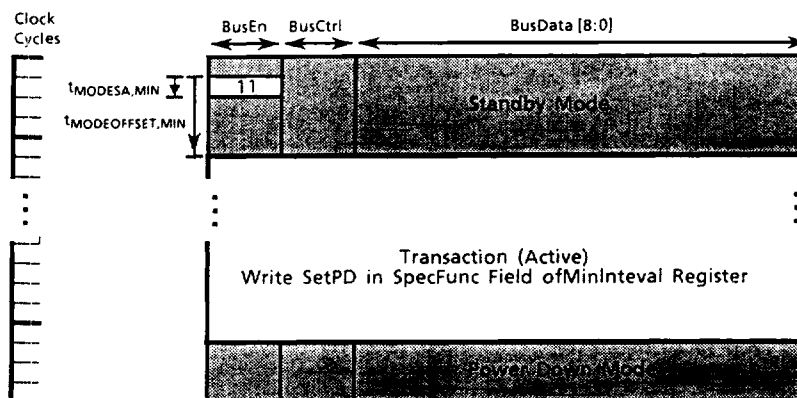 Clock
Cycles
BusEn BusCtrl BusData [8:0]
tMODESA,MIN
11
Standby Mode
tMODEOFFSET,MIN
Transaction (Active)
Write SetPD in SpecFunc Field ofMinInteval Register
Power Down Mode